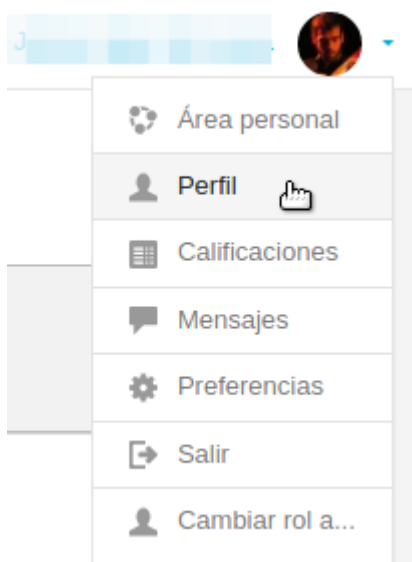 Área personal
Perfil
Calificaciones
Mensajes
Preferencias
Salir
Cambiar rol a...